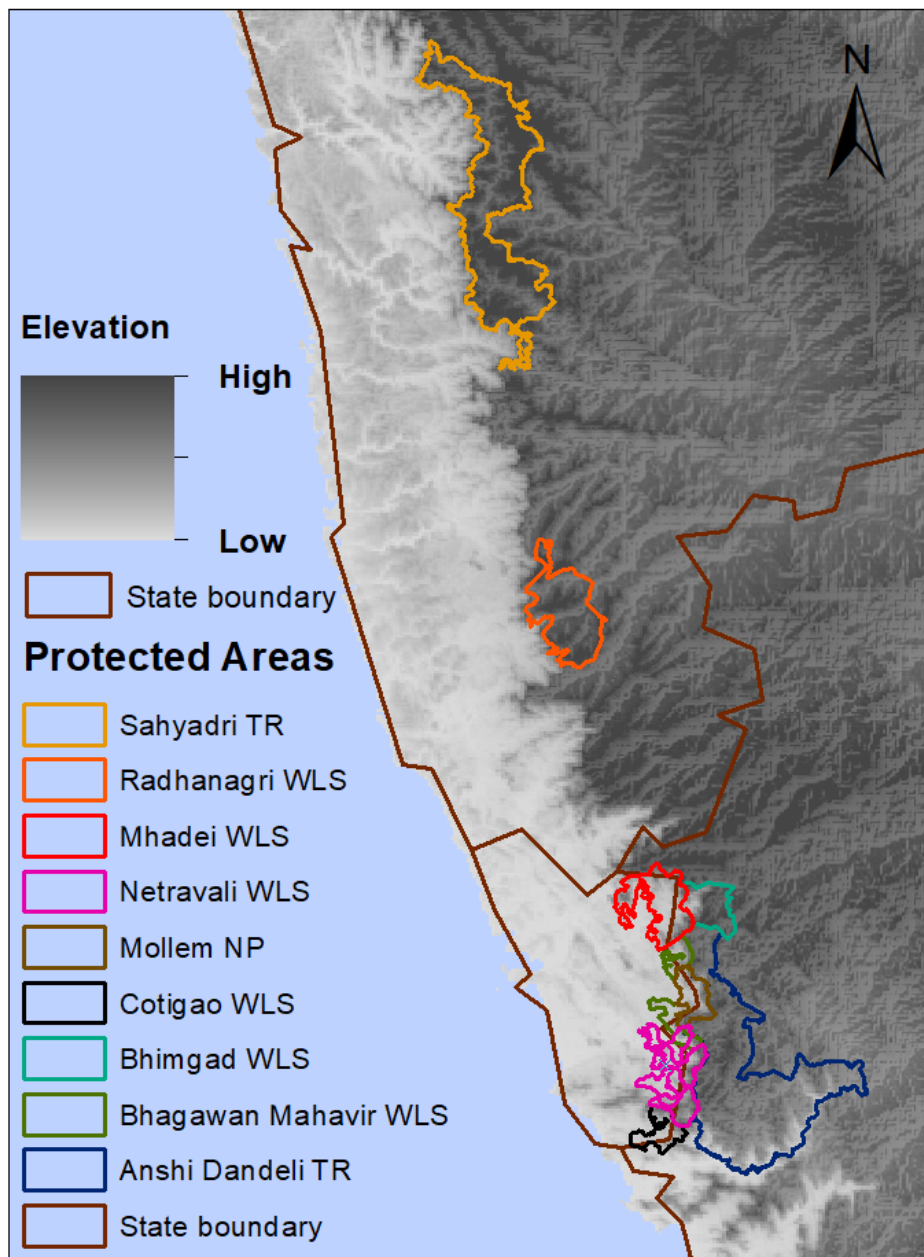 N
Elevation
High
Low
State boundary
Protected Areas
Sahyadri TR
Radhanagri WLS
Mhadei WLS
Netravali WLS
Mollem NP
Cotigao WLS
Bhimgad WLS
Bhagawan Mahavir WLS
Anshi Dandeli TR
State boundary